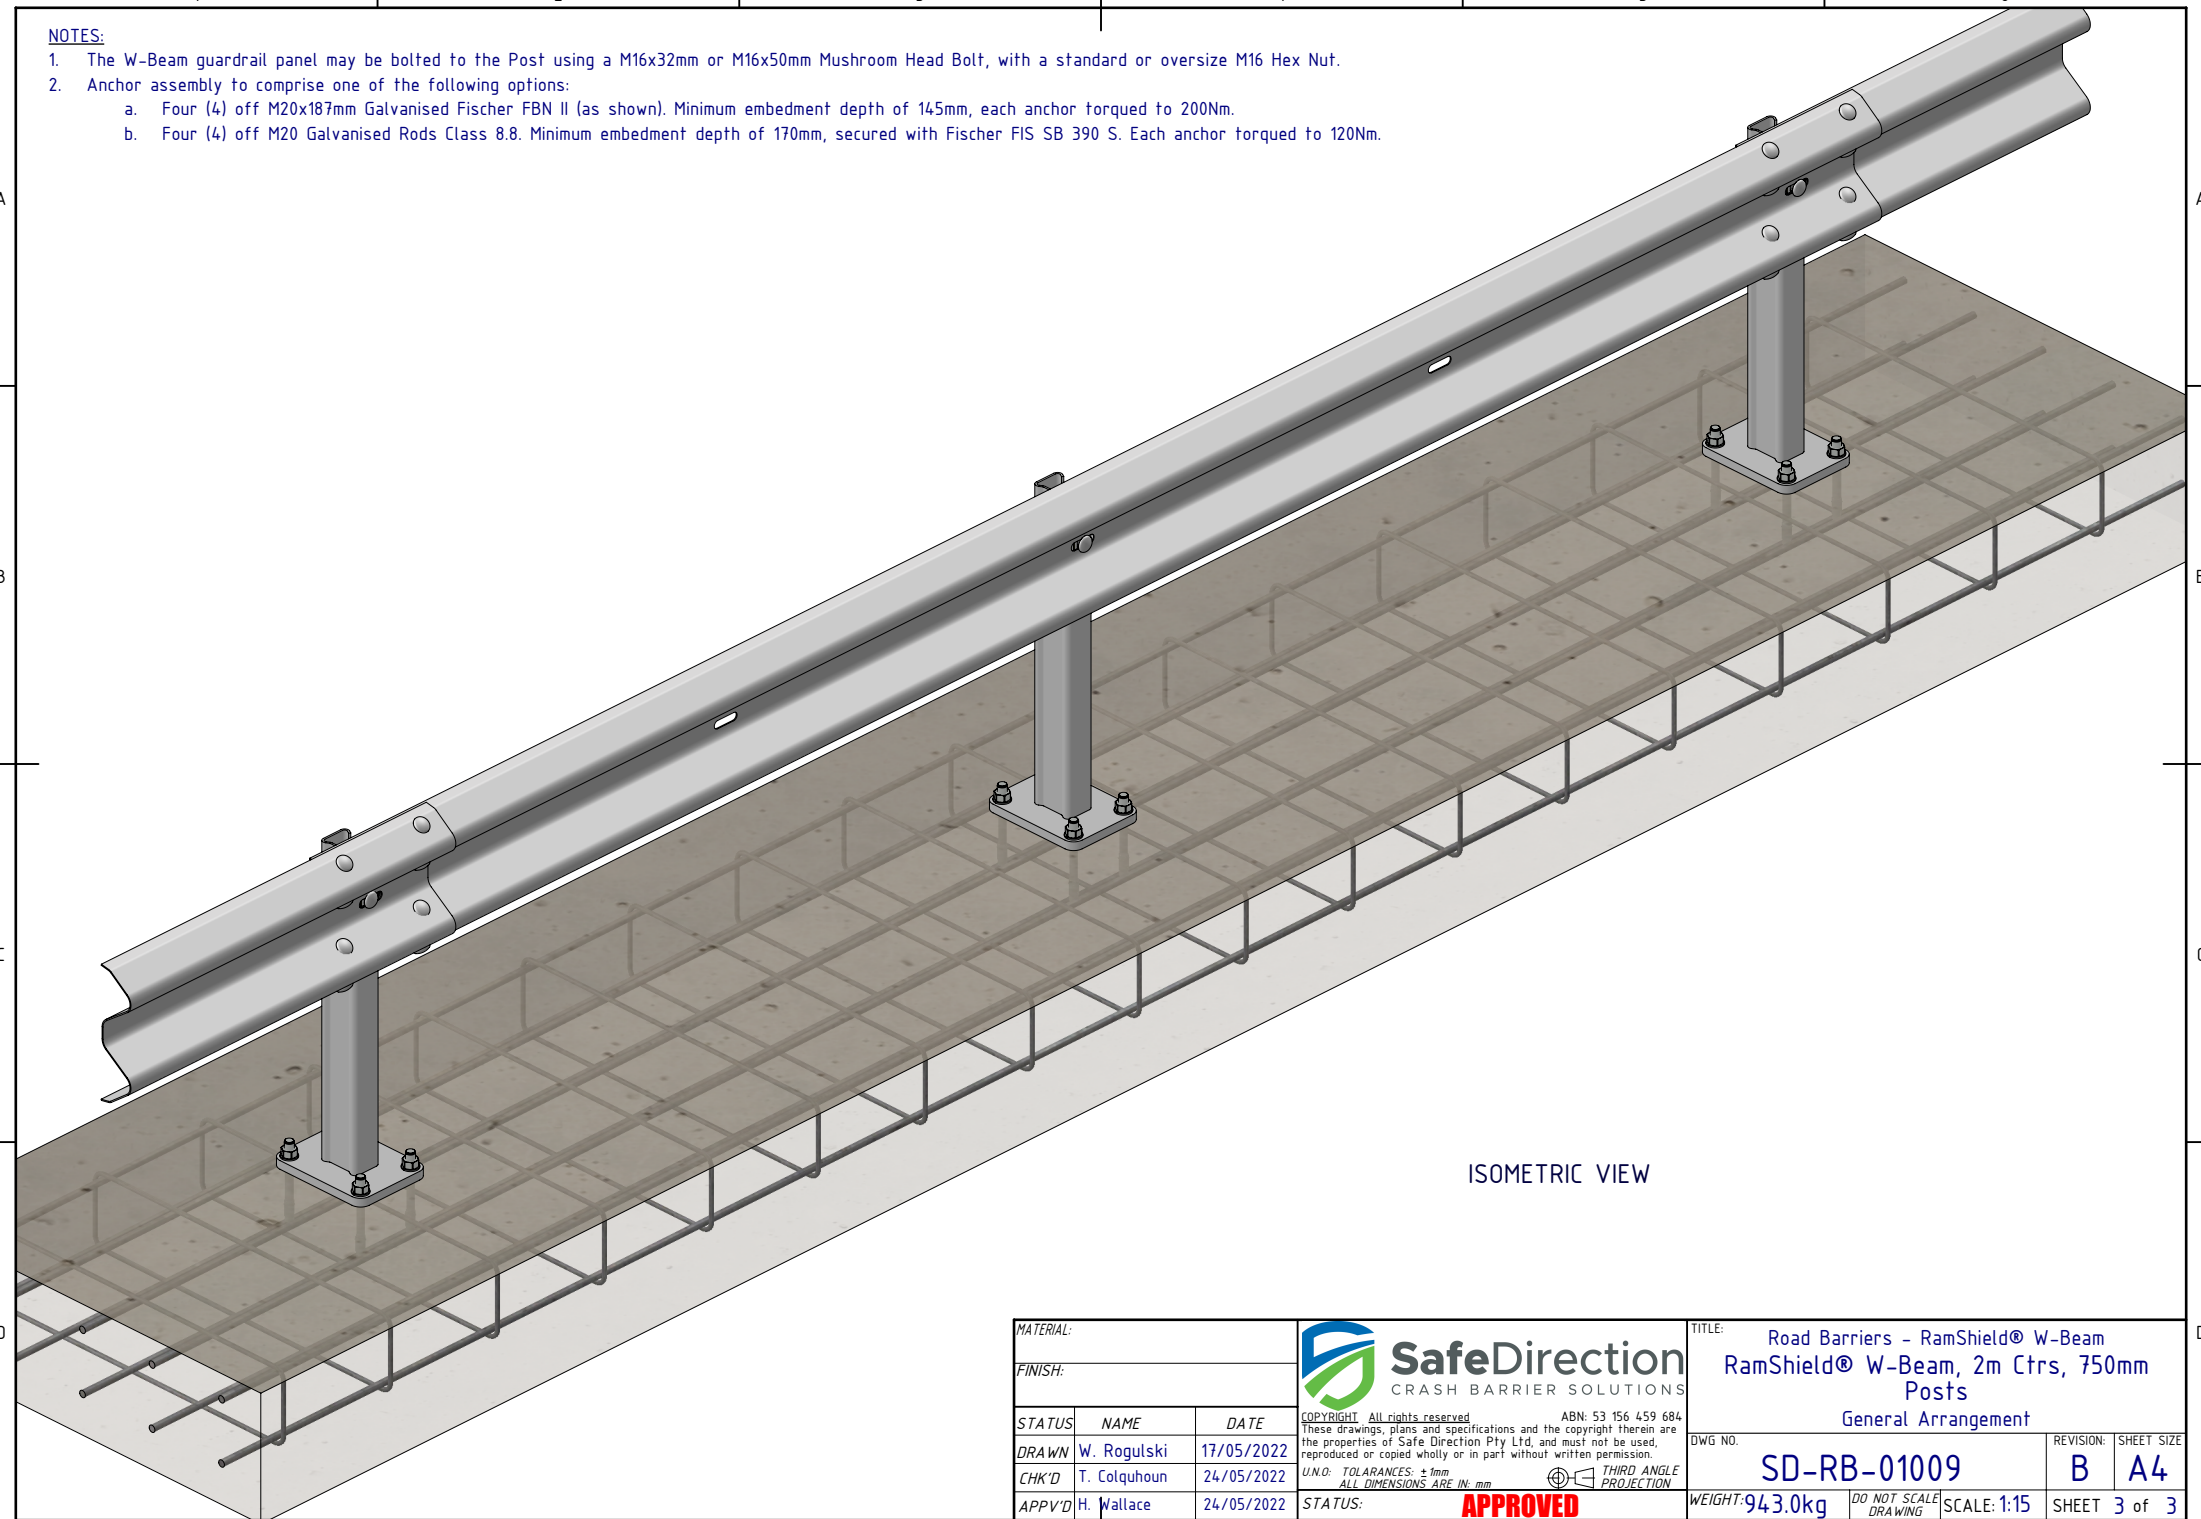 NOTES:
1. The W-Beam guardrail panel may be bolted to the Post using a M16x32mm or M16x50mm Mushroom Head Bolt, with a standard or oversize M16 Hex Nut.
2. Anchor assembly to comprise one of the following options:
a. Four (4) off M20x187mm Galvanised Fischer FBN II (as shown). Minimum embedment depth of 145mm, each anchor torqued to 200Nm.
b. Four (4) off M20 Galvanised Rods Class 8.8. Minimum embedment depth of 170mm, secured with Fischer FIS SB 390 S. Each anchor torqued to 120Nm.
A
B
D
ISOMETRIC VIEW
MATERIAL:
FINISH:
STATUS NAME DATE
DRAWN W. Rogulski 17/05/2022
CHK'D T. Colquhoun 24/05/2022
APPV'D H. Wallace 24/05/2022
SafeDirection
CRASH BARRIER SOLUTIONS
COPYRIGHT All rights reserved ABN: 53 156 459 684
These drawings, plans and specifications and the copyright therein are
the properties of Safe Direction Pty Ltd, and must not be used,
reproduced or copied wholly or in part without written permission.
U.N.O: TOLARANCES: ±1mm
ALL DIMENSIONS ARE IN: mm
THIRD ANGLE
PROJECTION
STATUS: APPROVED
TITLE:
Road Barriers - RamShield® W-Beam
RamShield® W-Beam, 2m Ctrs, 750mm
Posts
General Arrangement
DWG NO. SD-RB-01009
REVISION: B
SHEET SIZE A4
WEIGHT: 943.0kg
DO NOT SCALE
DRAWING
SCALE: 1:15
SHEET 3 of 3